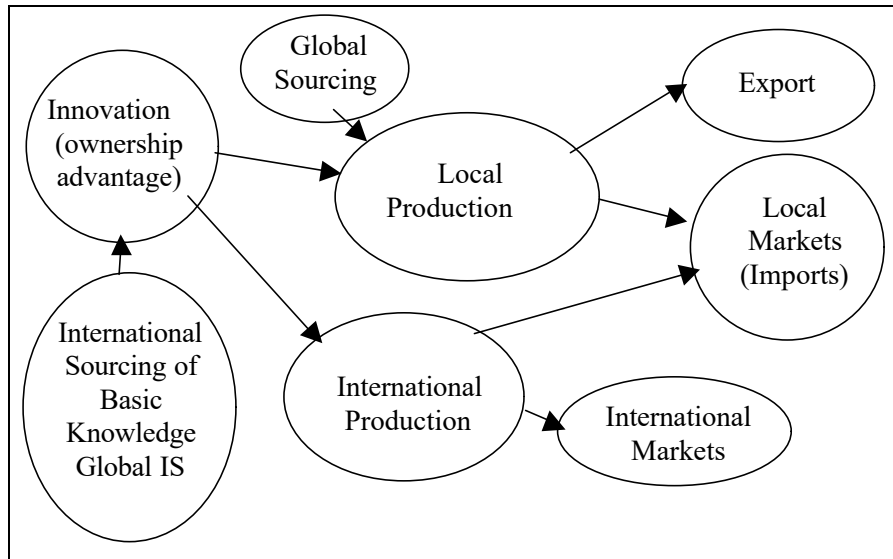 Global
Sourcing
Export
Innovation
(ownership
advantage)
Local
Production
Local
Markets
(Imports)
International
Sourcing of
Basic
Knowledge
Global IS
International
Production
International
Markets